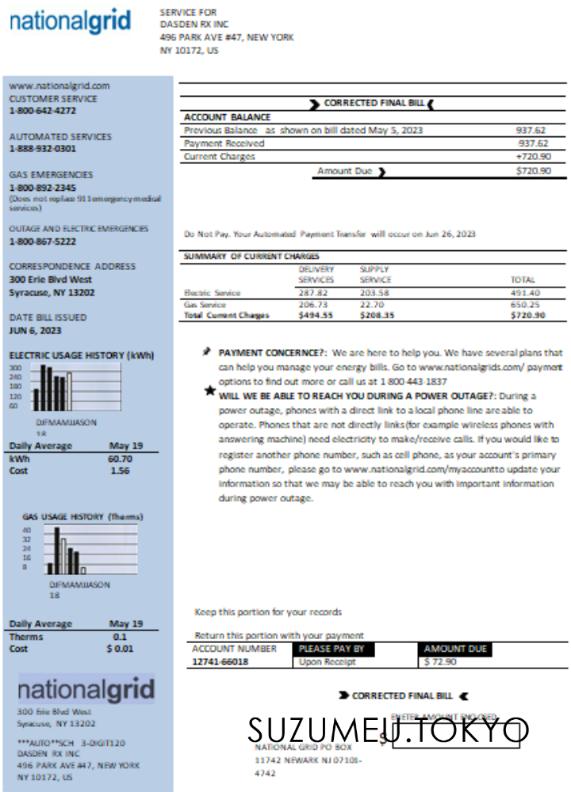 nationalgrid
SERVICE FOR
DASDEN RX INC
496 PARK AVE #47, NEW YORK
NY 10172, US
www.nationalgrid.com
CUSTOMER SERVICE
1-800-642-4272
AUTOMATED SERVICES
1-888-932-0301
GAS EMERGENCIES
1-800-892-2345
(Does not replace 911emergency medical
services)
OUTAGE AND ELECTRIC EMERGENCIES
1-800-867-5222
CORRESPONDENCE ADDRESS
300 Erie Blvd West
Syracuse, NY 13202
DATE BILL ISSUED
JUN 6, 2023
ELECTRIC USAGE HISTORY (kWh)
300
240
180
120
60
DJFMAMJJASON
18
Daily Average May 19
kWh 60.70
Cost 1.56
GAS USAGE HISTORY (Therms)
40
32
24
16
8
DJFMAMJJASON
18
Daily Average May 19
Therms 0.1
Cost $ 0.01
nationalgrid
300 Erie Blvd West
Syracuse, NY 13202
***AUTO**SCH 3-DIGIT120
DASDEN RX INC
496 PARK AVE #47, NEW YORK
NY 10172, US
CORRECTED FINAL BILL
ACCOUNT BALANCE
Previous Balance as shown on bill dated May 5, 2023 937.62
Payment Received 937.62
Current Charges +720.90
Amount Due $720.90
Do Not Pay. Your Automated Payment Transfer will occur on Jun 26, 2023
SUMMARY OF CURRENT CHARGES
DELIVERY SUPPLY
SERVICES SERVICE TOTAL
Electric Service 287.82 203.58 491.40
Gas Service 206.73 22.70 650.25
Total Current Charges $494.55 $208.35 $720.90
PAYMENT CONCERNCE?: We are here to help you. We have several plans that
can help you manage your energy bills. Go to www.nationalgrids.com/ payment
options to find out more or call us at 1 800 443-1837
WILL WE BE ABLE TO REACH YOU DURING A POWER OUTAGE?: During a
power outage, phones with a direct link to a local phone line are able to
operate. Phones that are not directly links(for example wireless phones with
answering machine) need electricity to make/receive calls. If you would like to
register another phone number, such as cell phone, as your account's primary
phone number, please go to www.nationalgrid.com/myaccountto update your
information so that we may be able to reach you with important information
during power outage.
Keep this portion for your records
Return this portion with your payment
ACCOUNT NUMBER PLEASE PAY BY AMOUNT DUE
12741-66018 Upon Receipt $ 72.90
CORRECTED FINAL BILL
ENTER AMOUNT ENCLOSED
$
SUZUMEJ.TOKYO
NATIONAL GRID PO BOX
11742 NEWARK NJ 07101-
4742